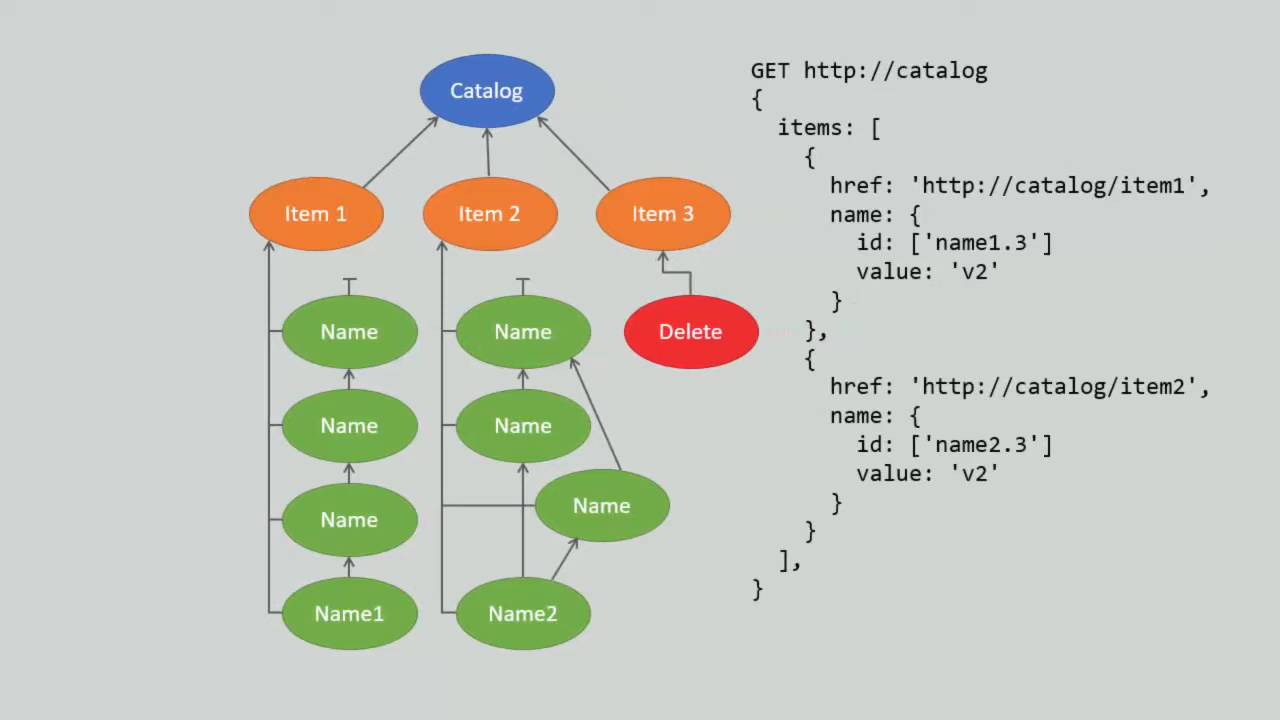 Catalog
Item 1
Item 2
Item 3
Name
Name
Delete
Name
Name
Name
Name
Name1
Name2
GET http://catalog
{
  items: [
    {
      href: 'http://catalog/item1',
      name: {
        id: ['name1.3']
        value: 'v2'
      }
    },
    {
      href: 'http://catalog/item2',
      name: {
        id: ['name2.3']
        value: 'v2'
      }
    }
  ],
}